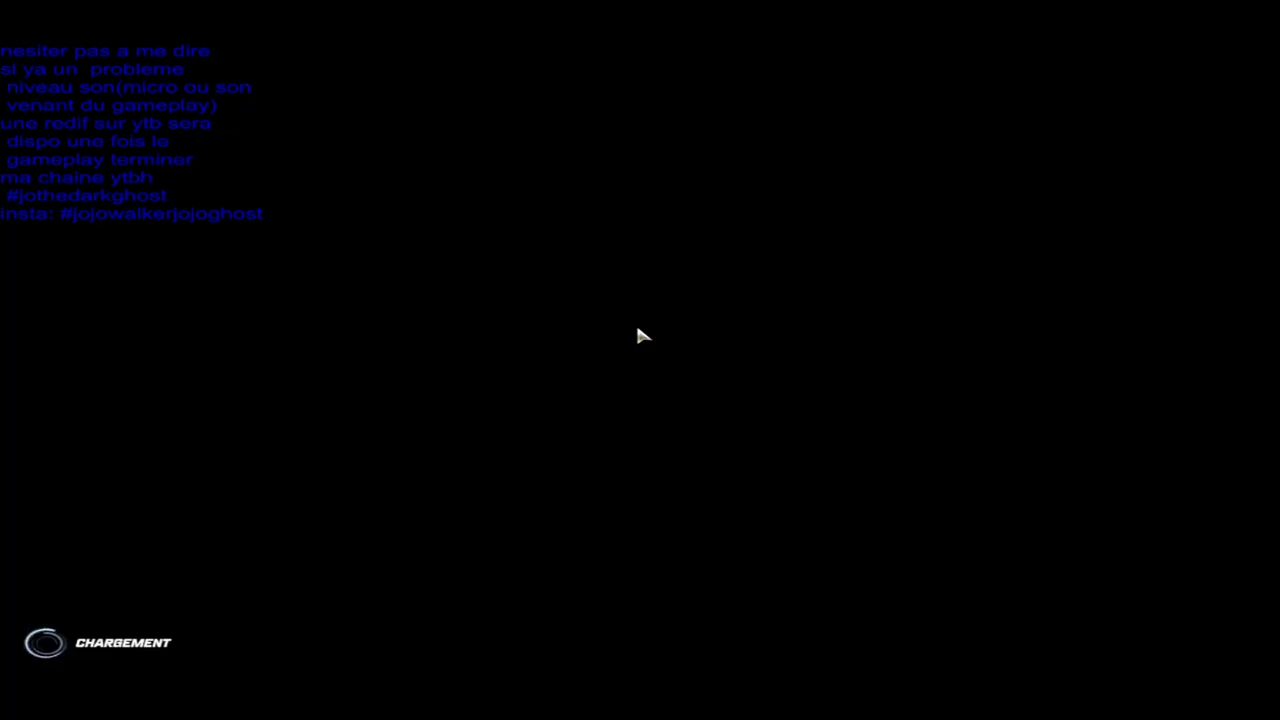 nesiter pas a me dire
si ya un probleme
niveau son(micro ou son
venant du gameplay)
une redif sur ytb sera
dispo une fois le
gameplay terminer
ma chaine ytbh
#jothedarkghost
insta: #jojowalkerjojoghost
CHARGEMENT